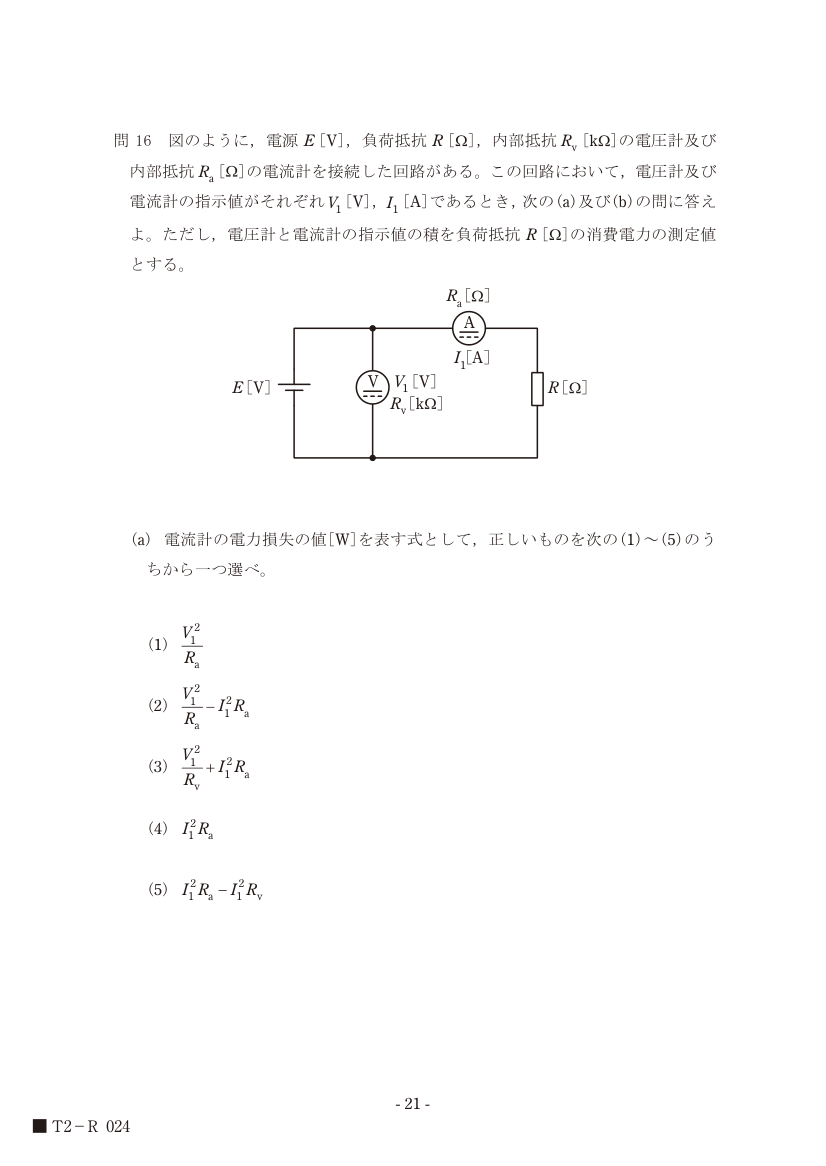 問 16　図のように，電源 E［V］，負荷抵抗 R［Ω］，内部抵抗 Rv［kΩ］の電圧計及び
内部抵抗 Ra［Ω］の電流計を接続した回路がある。この回路において，電圧計及び
電流計の指示値がそれぞれ V1［V］，I1［A］であるとき，次の(a)及び(b)の問に答え
よ。ただし，電圧計と電流計の指示値の積を負荷抵抗 R［Ω］の消費電力の測定値
とする。
Ra［Ω］
A
I1［A］
E［V］
V
V1［V］
Rv［kΩ］
R［Ω］
(a)　電流計の電力損失の値［W］を表す式として，正しいものを次の(1)～(5)のう
ちから一つ選べ。
(1)　V1²/Ra
(2)　V1²/Ra－I1²Ra
(3)　V1²/Rv＋I1²Ra
(4)　I1²Ra
(5)　I1²Ra－I1²Rv
- 21 -
■ T2－R 024